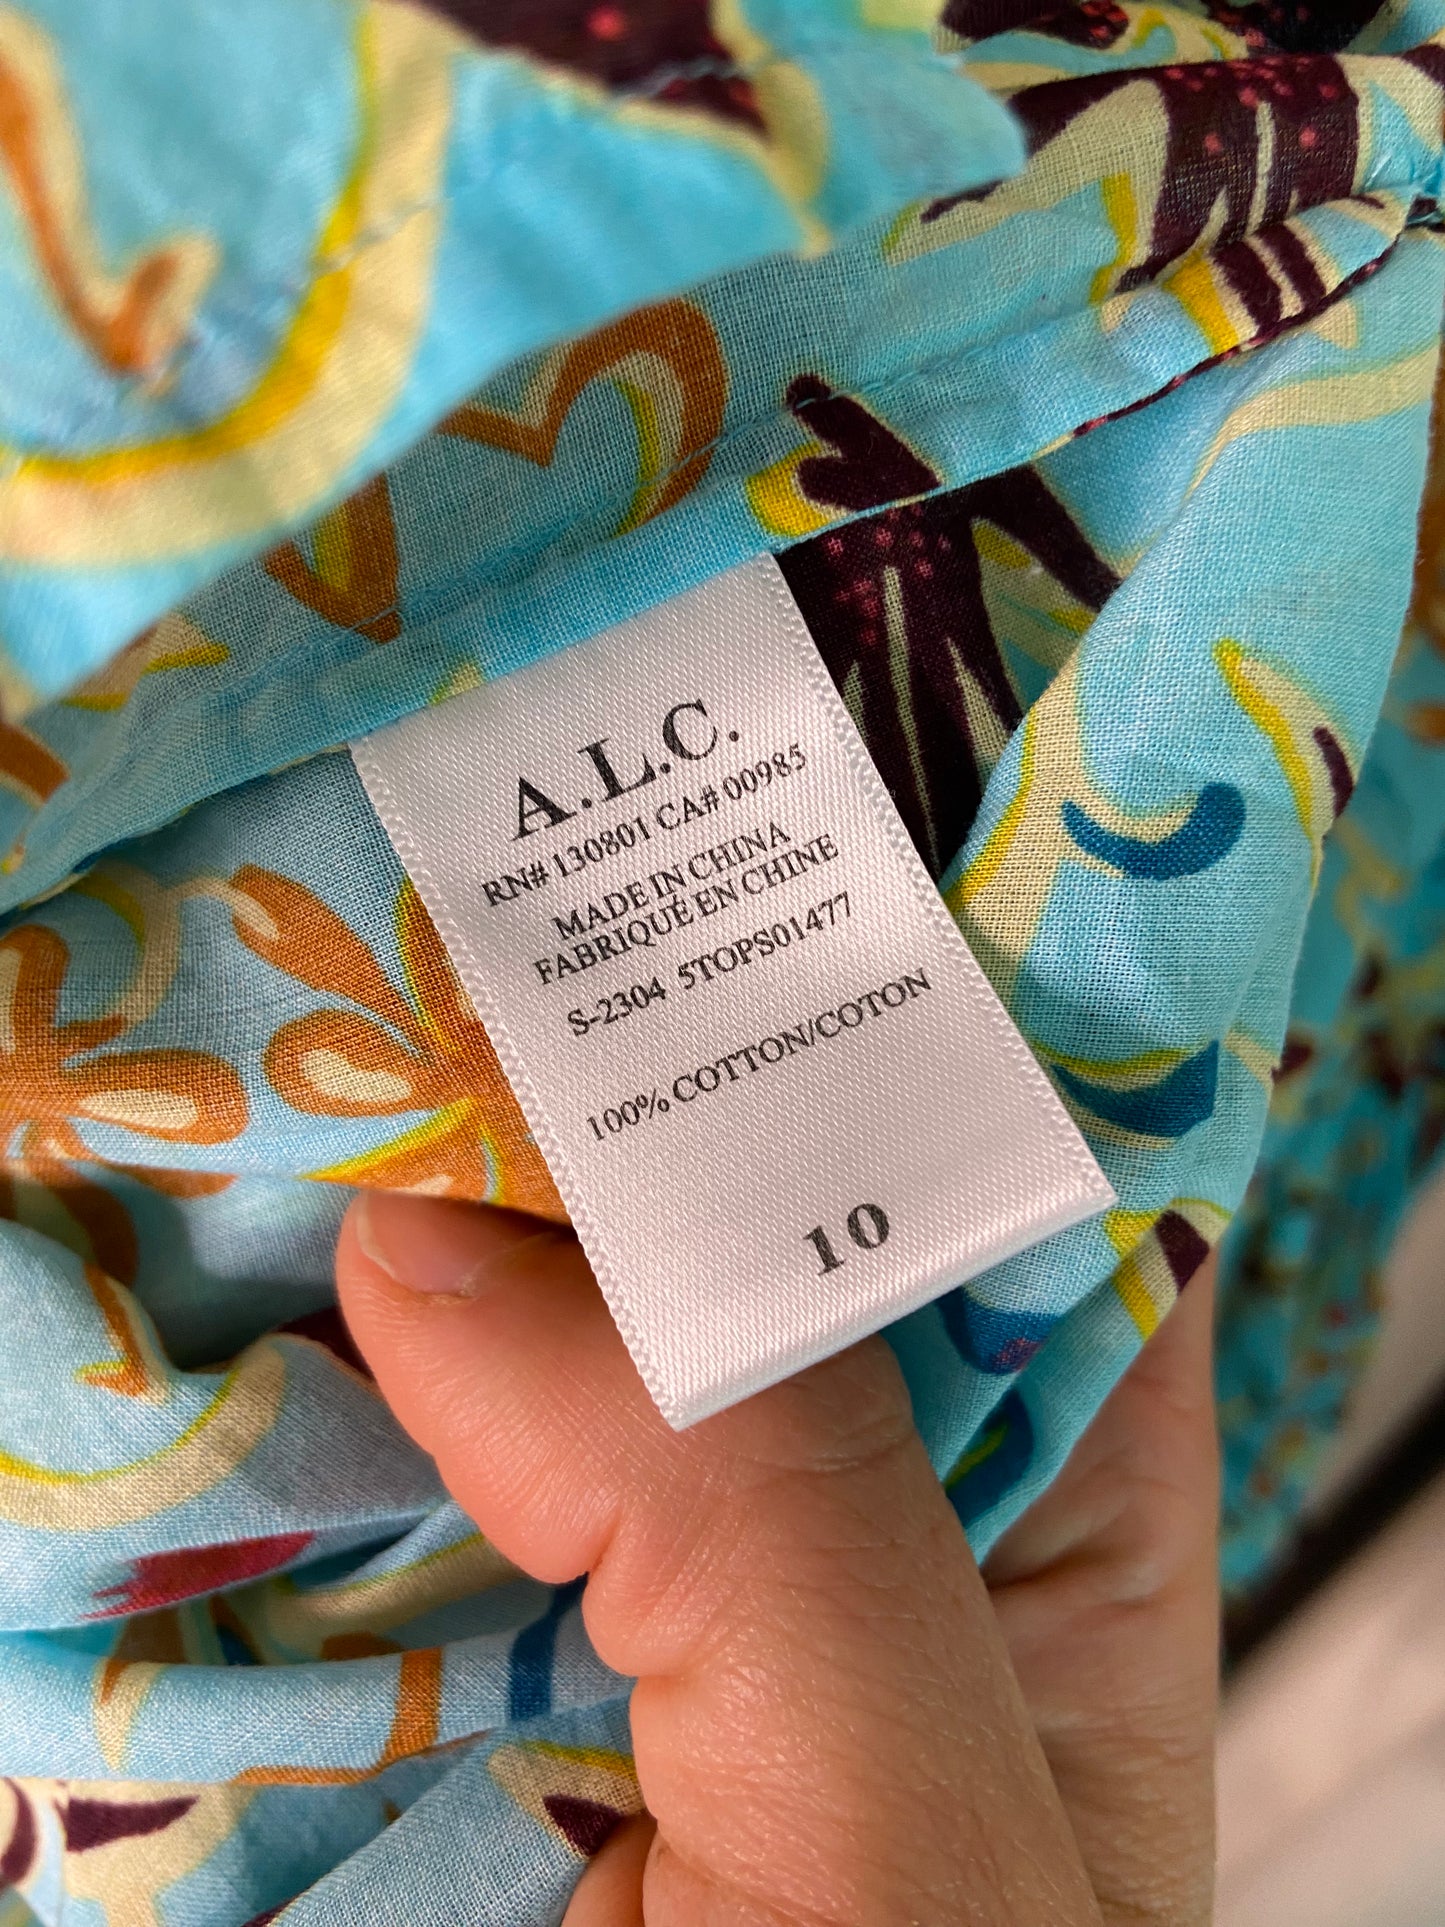 A.L.C.
RN# 130801 CA# 00985
MADE IN CHINA
FABRIQUÉ EN CHINE
S-2304 5TOPS01477
100% COTTON/COTON
10